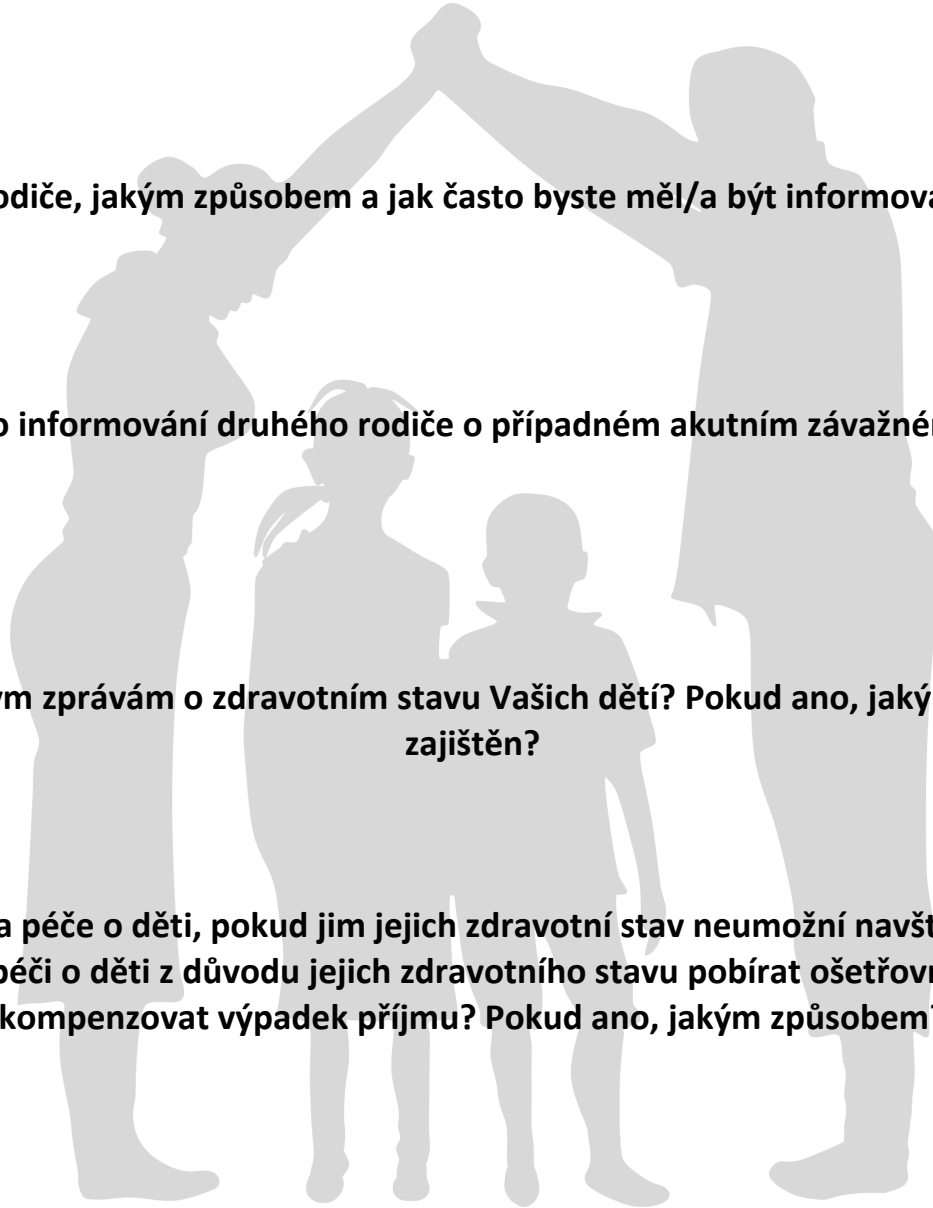 odiče, jakým způsobem a jak často byste měl/a být informova
o informování druhého rodiče o případném akutním závažné
ým zprávám o zdravotním stavu Vašich dětí? Pokud ano, jaký
zajištěn?
a péče o děti, pokud jim jejich zdravotní stav neumožní navšt
péči o děti z důvodu jejich zdravotního stavu pobírat ošetřovn
kompenzovat výpadek příjmu? Pokud ano, jakým způsobem?